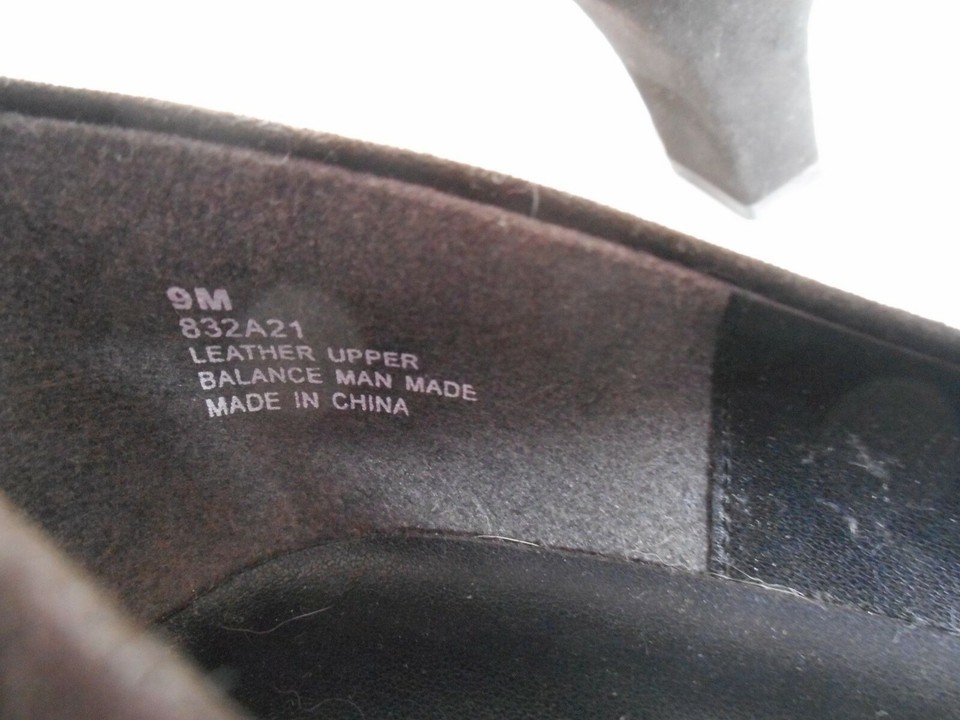 9M
832A21
LEATHER UPPER
BALANCE MAN MADE
MADE IN CHINA